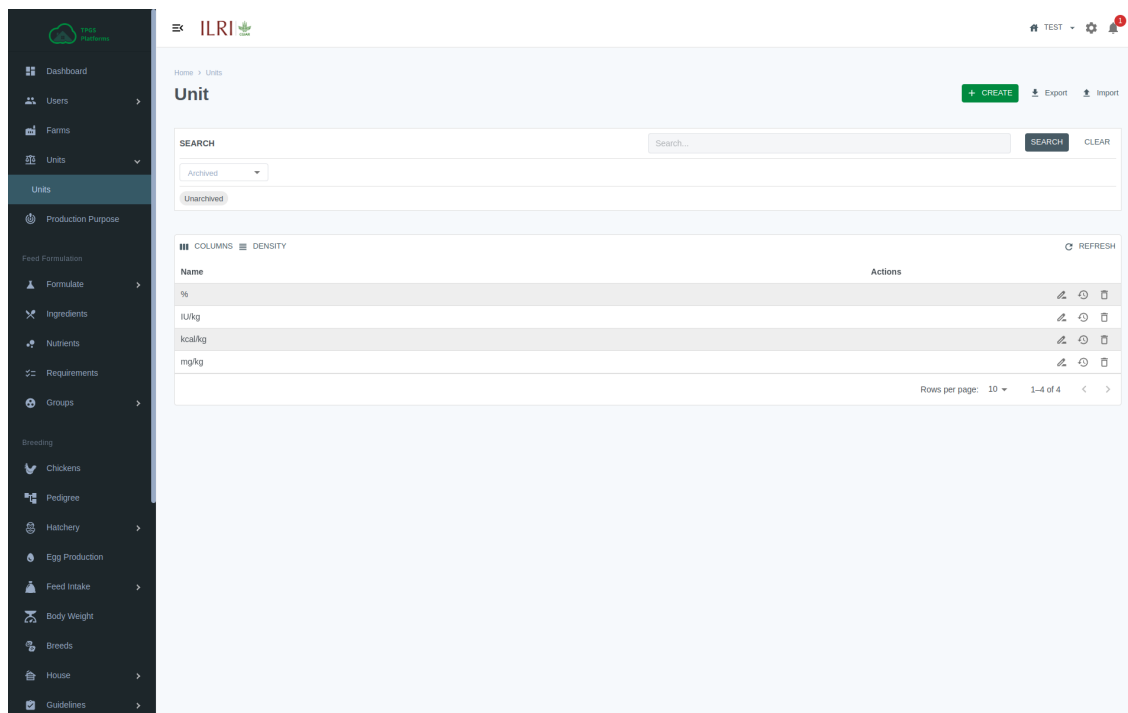 TPGS
Platforms
Dashboard
Users
Farms
Units
Units
Production Purpose
Feed Formulation
Formulate
Ingredients
Nutrients
Requirements
Groups
Breeding
Chickens
Pedigree
Hatchery
Egg Production
Feed Intake
Body Weight
Breeds
House
Guidelines
ILRI
CGIAR
TEST
1
Home > Units
Unit
+ CREATE
Export
Import
SEARCH
Search...
SEARCH
CLEAR
Archived
Unarchived
COLUMNS
DENSITY
REFRESH
Name
Actions
%
IU/kg
kcal/kg
mg/kg
Rows per page: 10
1–4 of 4